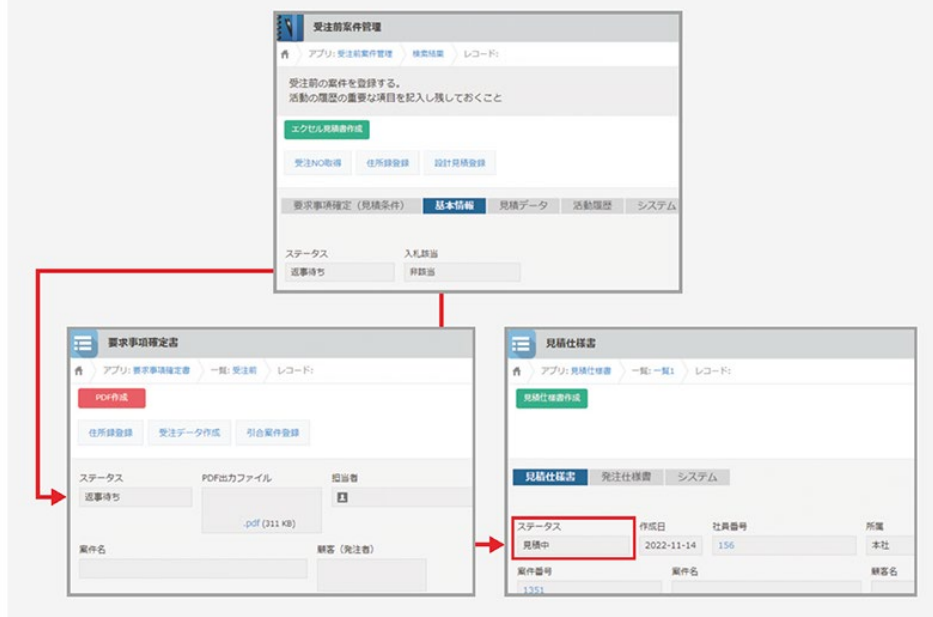 受注前案件管理
アプリ: 受注前案件管理 検索結果 レコード:
受注前の案件を登録する。
活動の履歴の重要な項目を記入し残しておくこと
エクセル見積書作成
受注NO取得 住所録登録 設計見積登録
要求事項確定（見積条件） 基本情報 見積データ 活動履歴 システム
ステータス 入札該当
返事待ち 非該当
要求事項確定書
アプリ: 要求事項確定書 一覧: 受注前 レコード:
PDF作成
住所録登録 受注データ作成 引合案件登録
ステータス PDF出力ファイル 担当者
返事待ち
.pdf (311 KB)
案件名 顧客（発注者）
見積仕様書
アプリ: 見積仕様書 一覧: 一覧1 レコード:
見積仕様書作成
見積仕様書 発注仕様書 システム
ステータス 作成日 社員番号 所属
見積中 2022-11-14 156 本社
案件番号 案件名 顧客名
1351